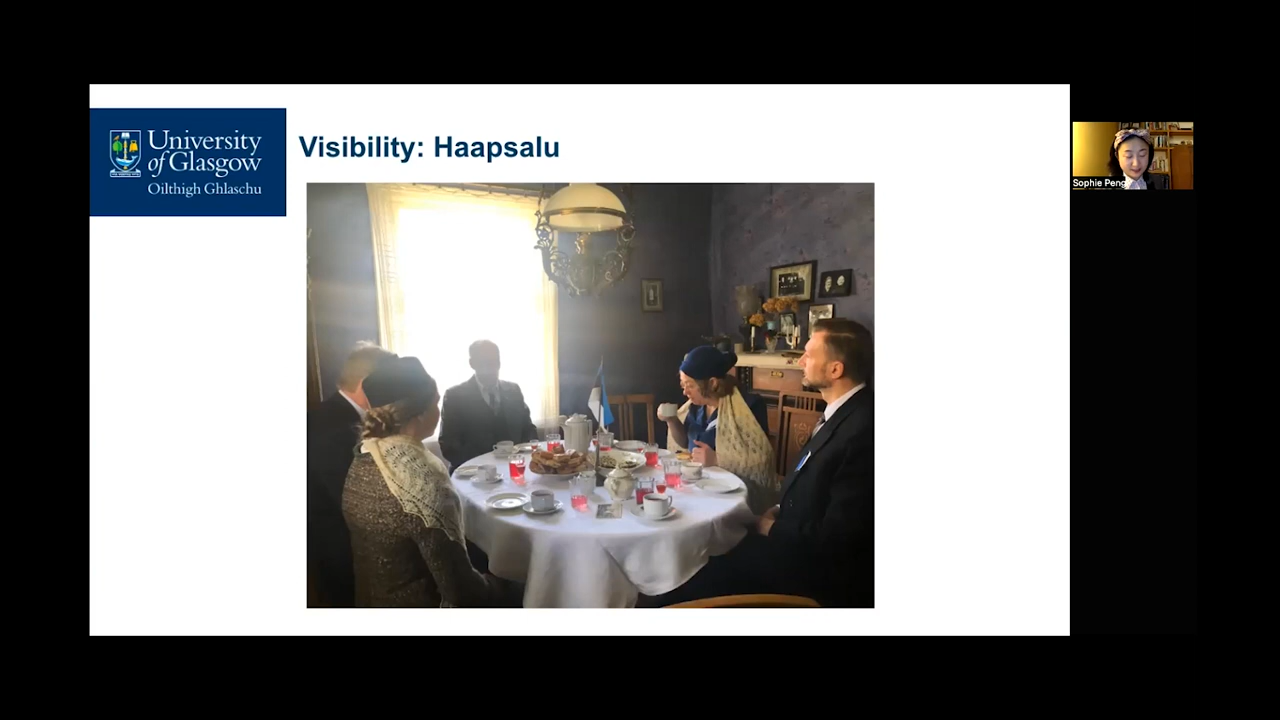 University
of Glasgow
Oilthigh Ghlaschu
Visibility: Haapsalu
Sophie Peng